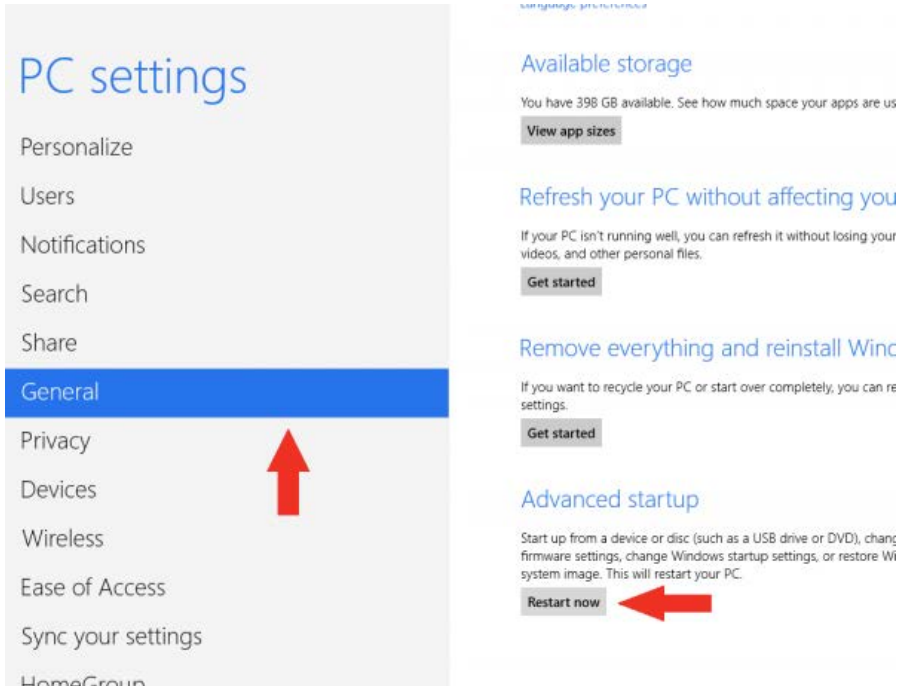 PC settings
Personalize
Users
Notifications
Search
Share
General
Privacy
Devices
Wireless
Ease of Access
Sync your settings
HomeGroup
Language preferences
Available storage
You have 398 GB available. See how much space your apps are us
View app sizes
Refresh your PC without affecting you
If your PC isn't running well, you can refresh it without losing your
videos, and other personal files.
Get started
Remove everything and reinstall Wind
If you want to recycle your PC or start over completely, you can re
settings.
Get started
Advanced startup
Start up from a device or disc (such as a USB drive or DVD), chang
firmware settings, change Windows startup settings, or restore Wi
system image. This will restart your PC.
Restart now